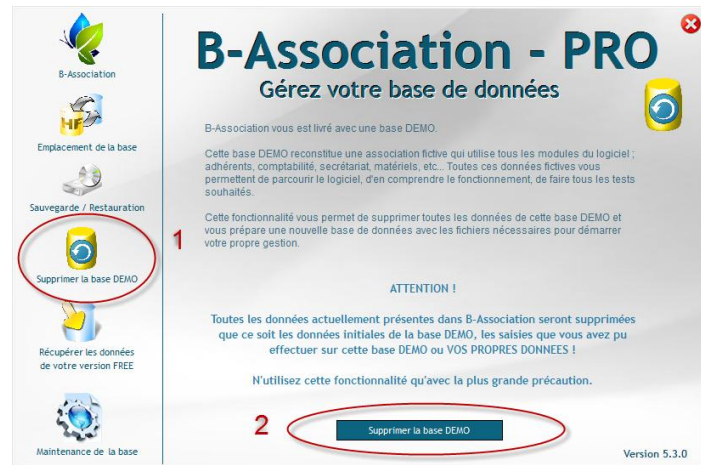 B-Association
Emplacement de la base
Sauvegarde / Restauration
1
Supprimer la base DEMO
Récupérer les données
de votre version FREE
Maintenance de la base
HF
B-Association - PRO
Gérez votre base de données
B-Association vous est livré avec une base DEMO.
Cette base DEMO reconstitue une association fictive qui utilise tous les modules du logiciel ;
adhérents, comptabilité, secrétariat, matériels, etc... Toutes ces données fictives vous
permettent de parcourir le logiciel, d'en comprendre le fonctionnement, de faire tous les tests
souhaités.
Cette fonctionnalité vous permet de supprimer toutes les données de cette base DEMO et
vous prépare une nouvelle base de données avec les fichiers nécessaires pour démarrer
votre propre gestion.
ATTENTION !
Toutes les données actuellement présentes dans B-Association seront supprimées
que ce soit les données initiales de la base DEMO, les saisies que vous avez pu
effectuer sur cette base DEMO ou VOS PROPRES DONNEES !
N'utilisez cette fonctionnalité qu'avec la plus grande précaution.
2
Supprimer la base DEMO
Version 5.3.0